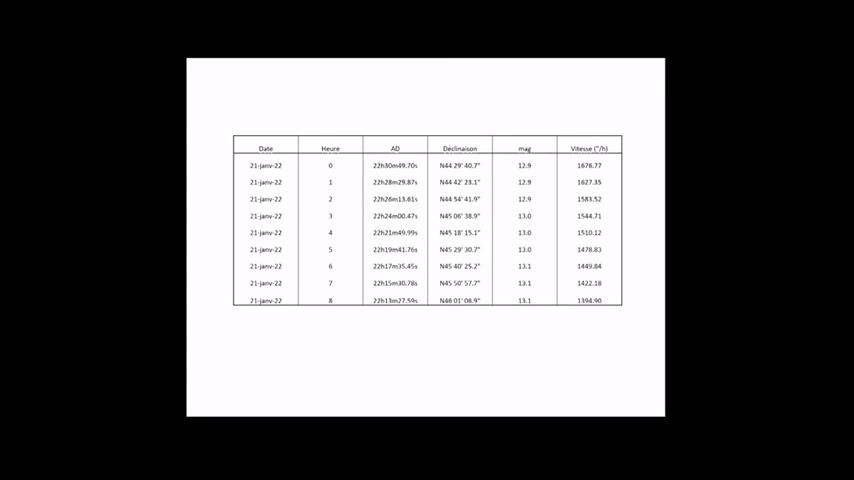 Date Heure AD Déclinaison mag Vitesse ("/h)
21-janv-22 0 22h30m49.70s N44 29' 40.7" 12.9 1676.77
21-janv-22 1 22h28m29.87s N44 42' 23.1" 12.9 1627.35
21-janv-22 2 22h26m13.61s N44 54' 41.9" 12.9 1583.52
21-janv-22 3 22h24m00.47s N45 06' 38.9" 13.0 1544.71
21-janv-22 4 22h21m49.99s N45 18' 15.1" 13.0 1510.12
21-janv-22 5 22h19m41.76s N45 29' 30.7" 13.0 1478.83
21-janv-22 6 22h17m35.45s N45 40' 25.2" 13.1 1449.84
21-janv-22 7 22h15m30.78s N45 50' 57.7" 13.1 1422.18
21-janv-22 8 22h13m27.59s N46 01' 06.9" 13.1 1394.90